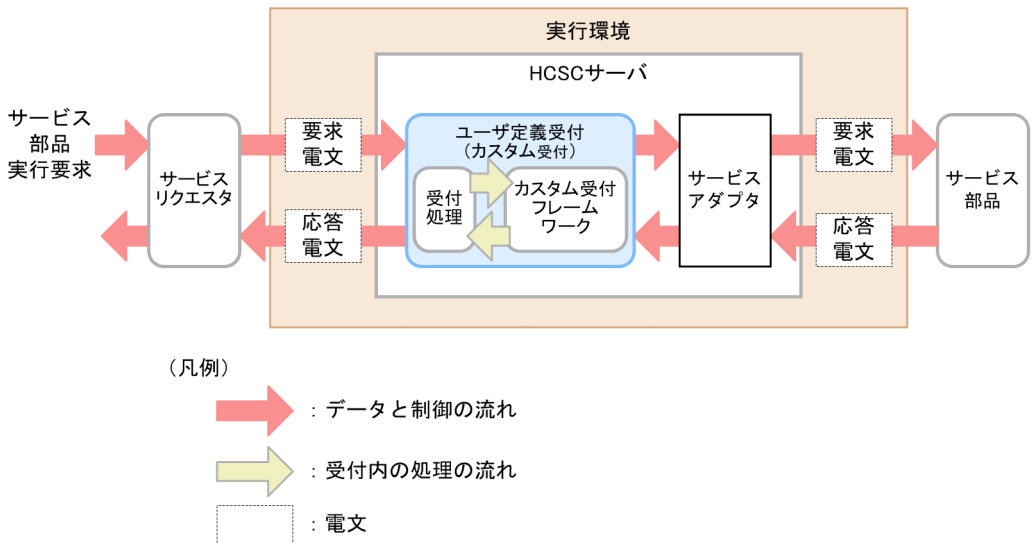 実行環境
HCSCサーバ
サービス
部品
実行要求
サービス
リクエスタ
要求
電文
応答
電文
ユーザ定義受付
(カスタム受付)
受付
処理
カスタム受付
フレーム
ワーク
サービス
アダプタ
要求
電文
応答
電文
サービス
部品
(凡例)
：データと制御の流れ
：受付内の処理の流れ
：電文